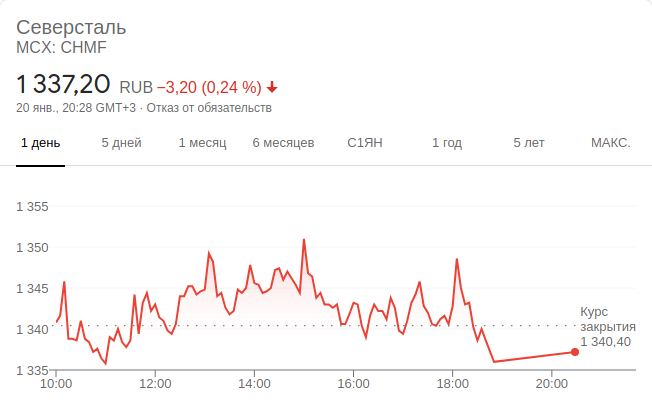 Северсталь
MCX: CHMF
1 337,20 RUB −3,20 (0,24 %)
20 янв., 20:28 GMT+3 · Отказ от обязательств
1 день 5 дней 1 месяц 6 месяцев С1ЯН 1 год 5 лет МАКС.
1 355
1 350
1 345
1 340
1 335
Курс
закрытия
1 340,40
10:00 12:00 14:00 16:00 18:00 20:00